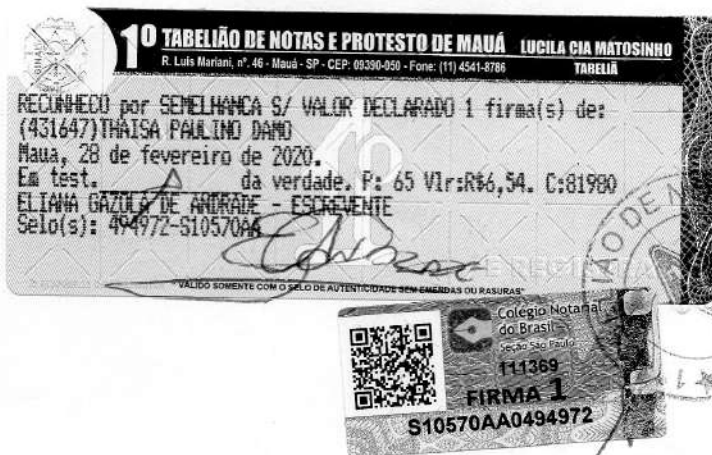 1º TABELIÃO DE NOTAS E PROTESTO DE MAUÁ LUCILA CIA MATOSINHO
R. Luis Mariani, nº. 46 - Mauá - SP - CEP: 09390-050 - Fone: (11) 4541-8786 TABELIÃ
RECONHECO por SEMELHANCA S/ VALOR DECLARADO 1 firma(s) de:
(431647)THAISA PAULINO DAMO
Maua, 28 de fevereiro de 2020.
Em test. da verdade. P: 65 Vlr:R$6,54. C:81980
ELIANA GAZOLA DE ANDRADE - ESCREVENTE
Selo(s): 494972-S10570AA
"VÁLIDO SOMENTE COM O SELO DE AUTENTICIDADE SEM EMENDAS OU RASURAS"
Colégio Notarial
do Brasil
Seção São Paulo
111369
FIRMA 1
S10570AA0494972